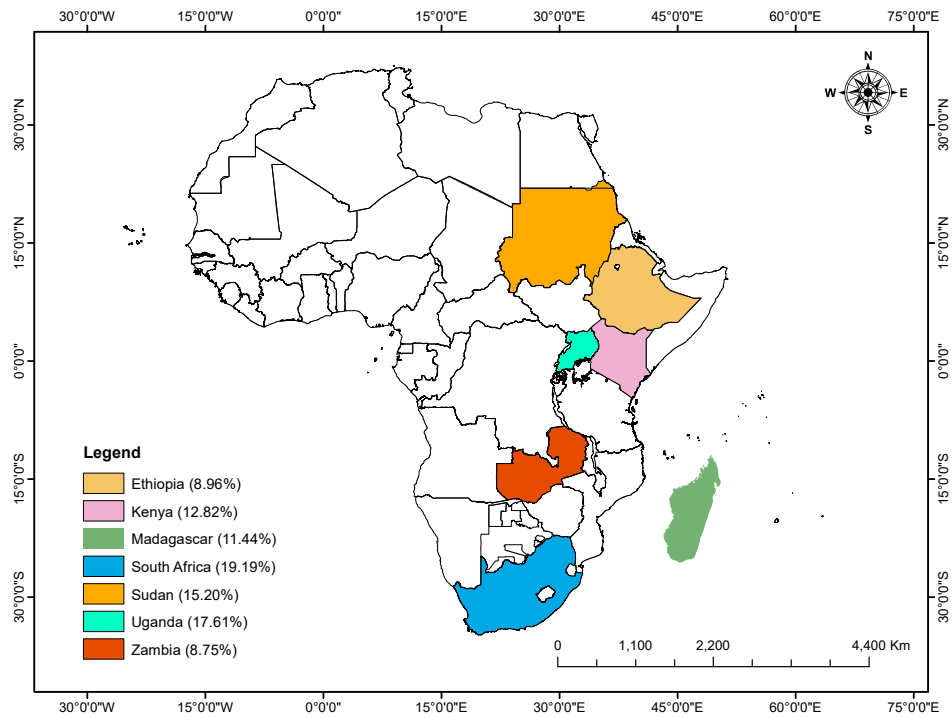 30°0'0"W 15°0'0"W 0°0'0" 15°0'0"E 30°0'0"E 45°0'0"E 60°0'0"E 75°0'0"E
N
W E
S
30°0'0"N 30°0'0"N
15°0'0"N 15°0'0"N
0°0'0" 0°0'0"
15°0'0"S 15°0'0"S
30°0'0"S 30°0'0"S
Legend
Ethiopia (8.96%)
Kenya (12.82%)
Madagascar (11.44%)
South Africa (19.19%)
Sudan (15.20%)
Uganda (17.61%)
Zambia (8.75%)
0 1,100 2,200 4,400 Km
30°0'0"W 15°0'0"W 0°0'0" 15°0'0"E 30°0'0"E 45°0'0"E 60°0'0"E 75°0'0"E